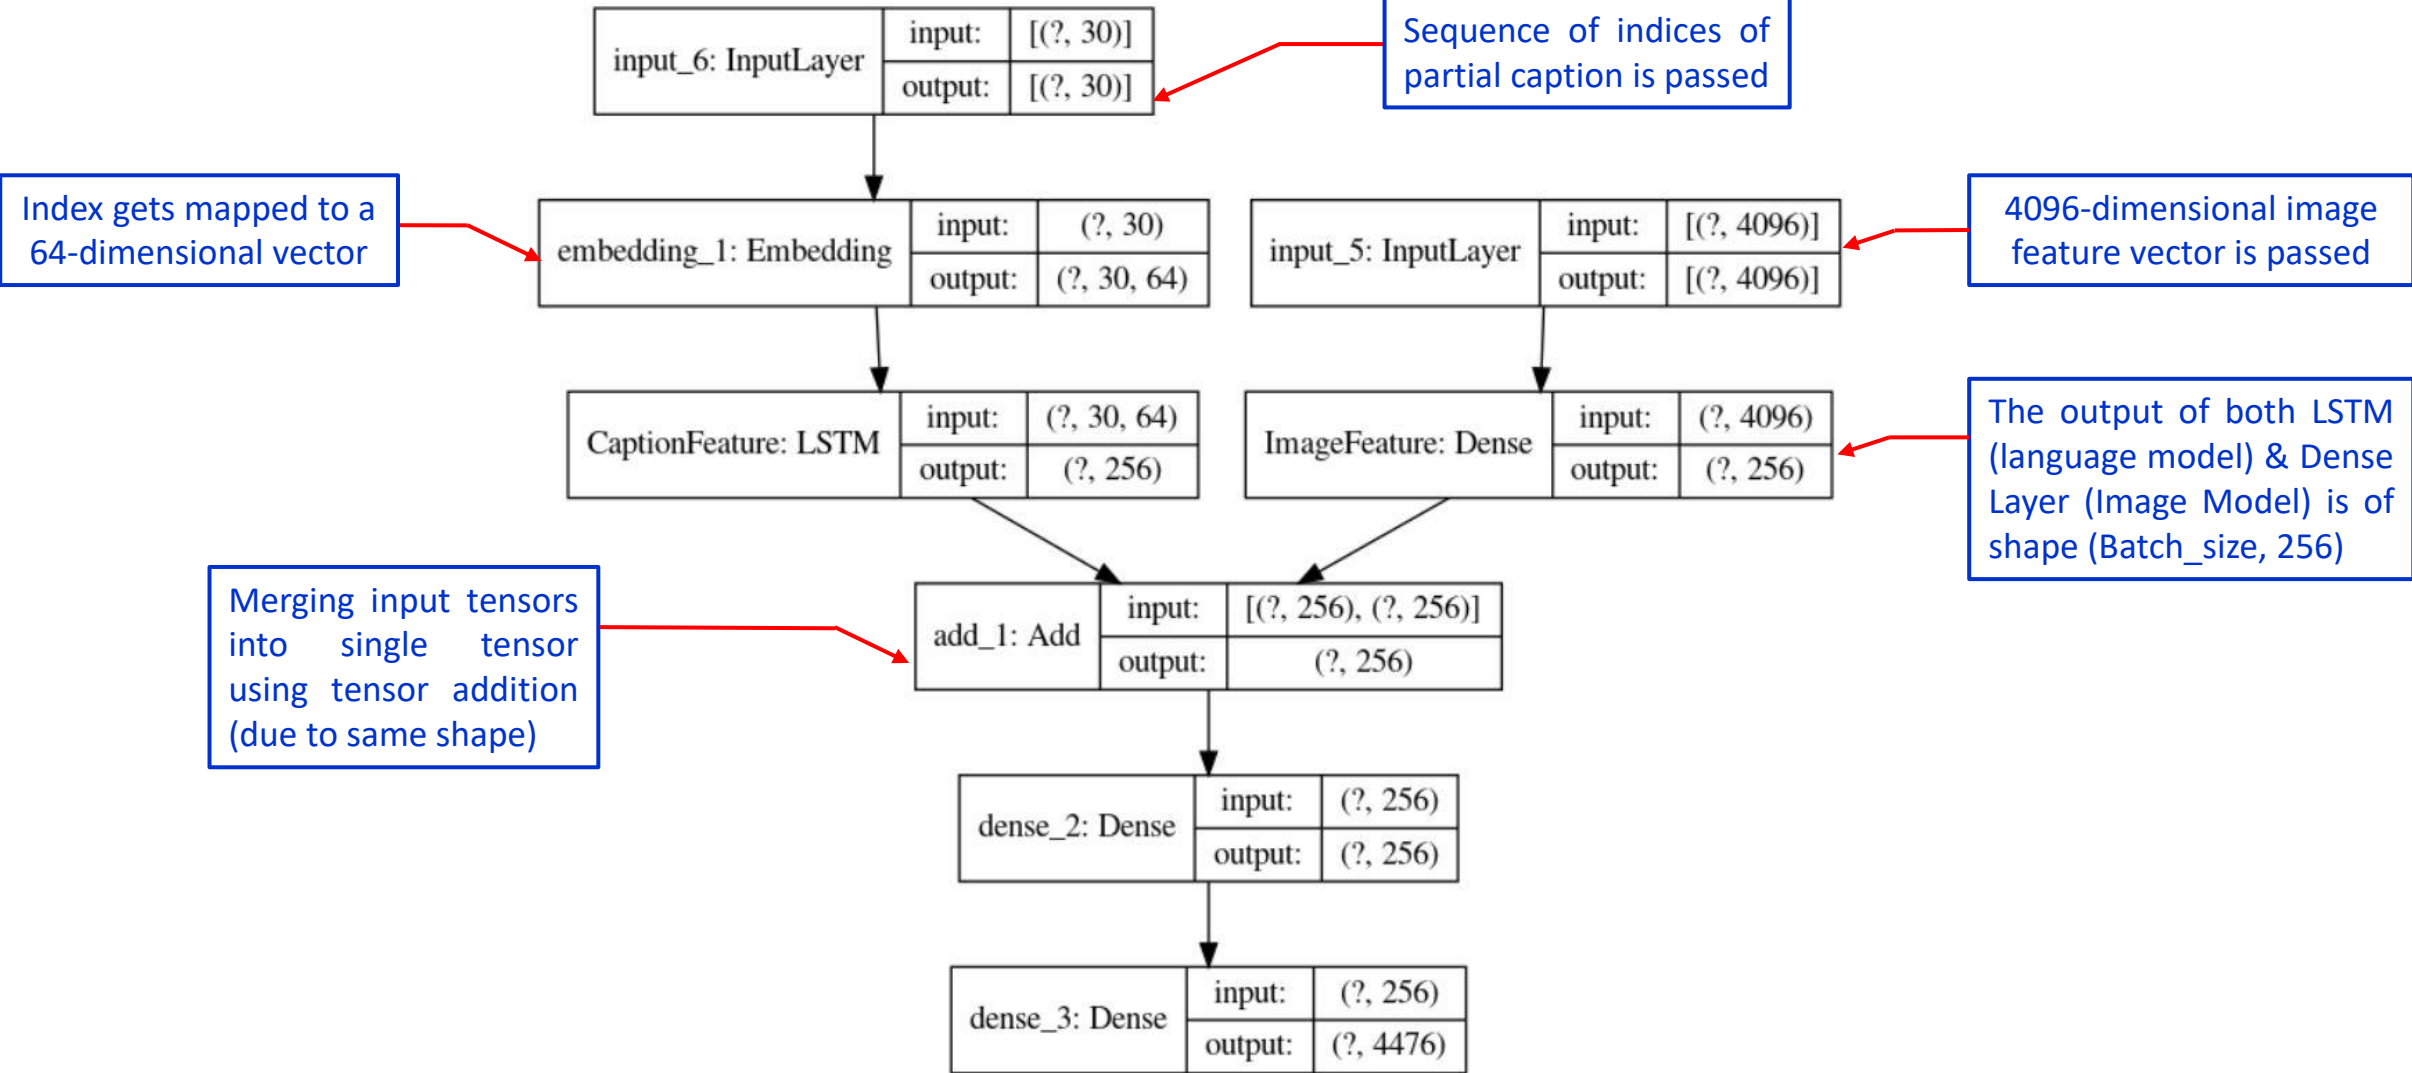 input_6: InputLayer
input: [(?, 30)]
output: [(?, 30)]
Sequence of indices of
partial caption is passed
Index gets mapped to a
64-dimensional vector
embedding_1: Embedding
input: (?, 30)
output: (?, 30, 64)
input_5: InputLayer
input: [(?, 4096)]
output: [(?, 4096)]
4096-dimensional image
feature vector is passed
CaptionFeature: LSTM
input: (?, 30, 64)
output: (?, 256)
ImageFeature: Dense
input: (?, 4096)
output: (?, 256)
The output of both LSTM
(language model) & Dense
Layer (Image Model) is of
shape (Batch_size, 256)
Merging input tensors
into single tensor
using tensor addition
(due to same shape)
add_1: Add
input: [(?, 256), (?, 256)]
output: (?, 256)
dense_2: Dense
input: (?, 256)
output: (?, 256)
dense_3: Dense
input: (?, 256)
output: (?, 4476)